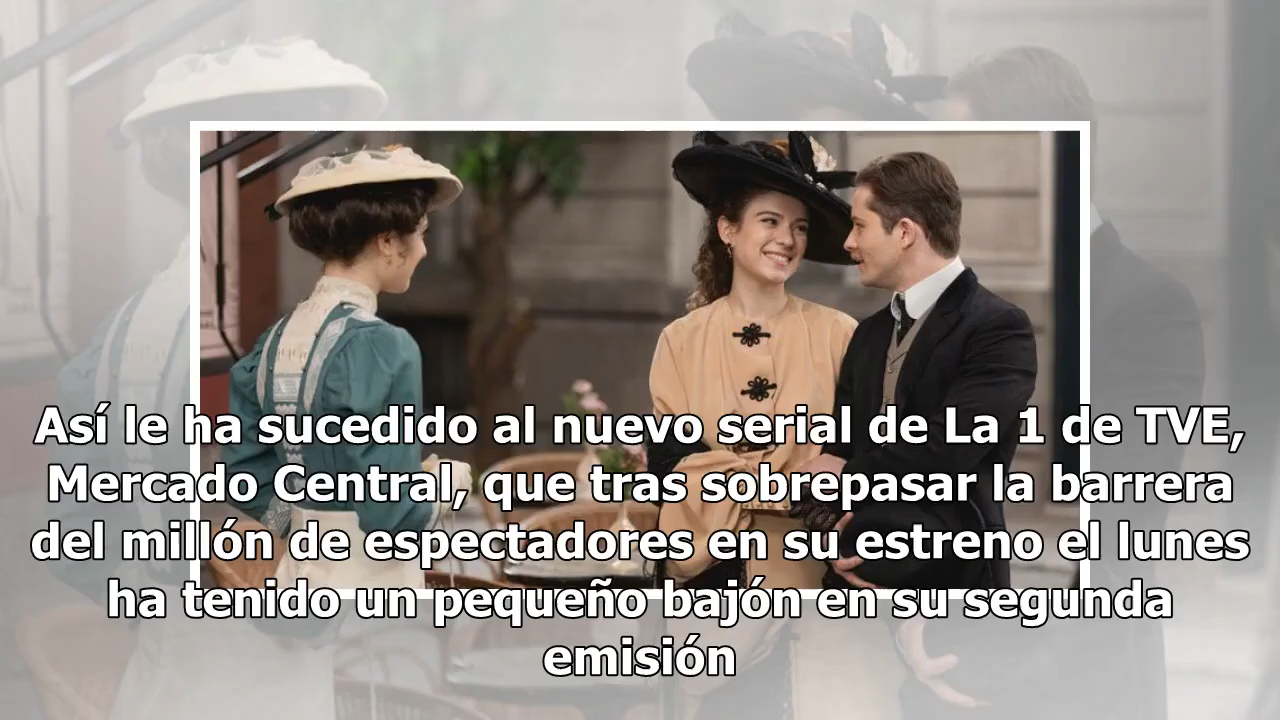 Así le ha sucedido al nuevo serial de La 1 de TVE,
Mercado Central, que tras sobrepasar la barrera
del millón de espectadores en su estreno el lunes
ha tenido un pequeño bajón en su segunda
emisión